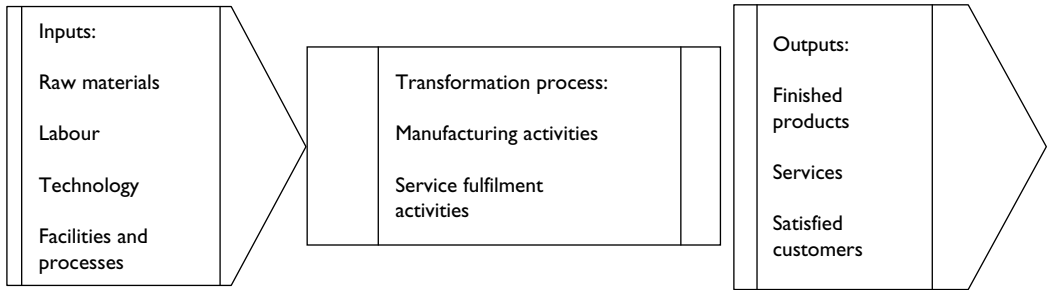 Inputs:
Raw materials
Labour
Technology
Facilities and
processes
Transformation process:
Manufacturing activities
Service fulfilment
activities
Outputs:
Finished
products
Services
Satisfied
customers